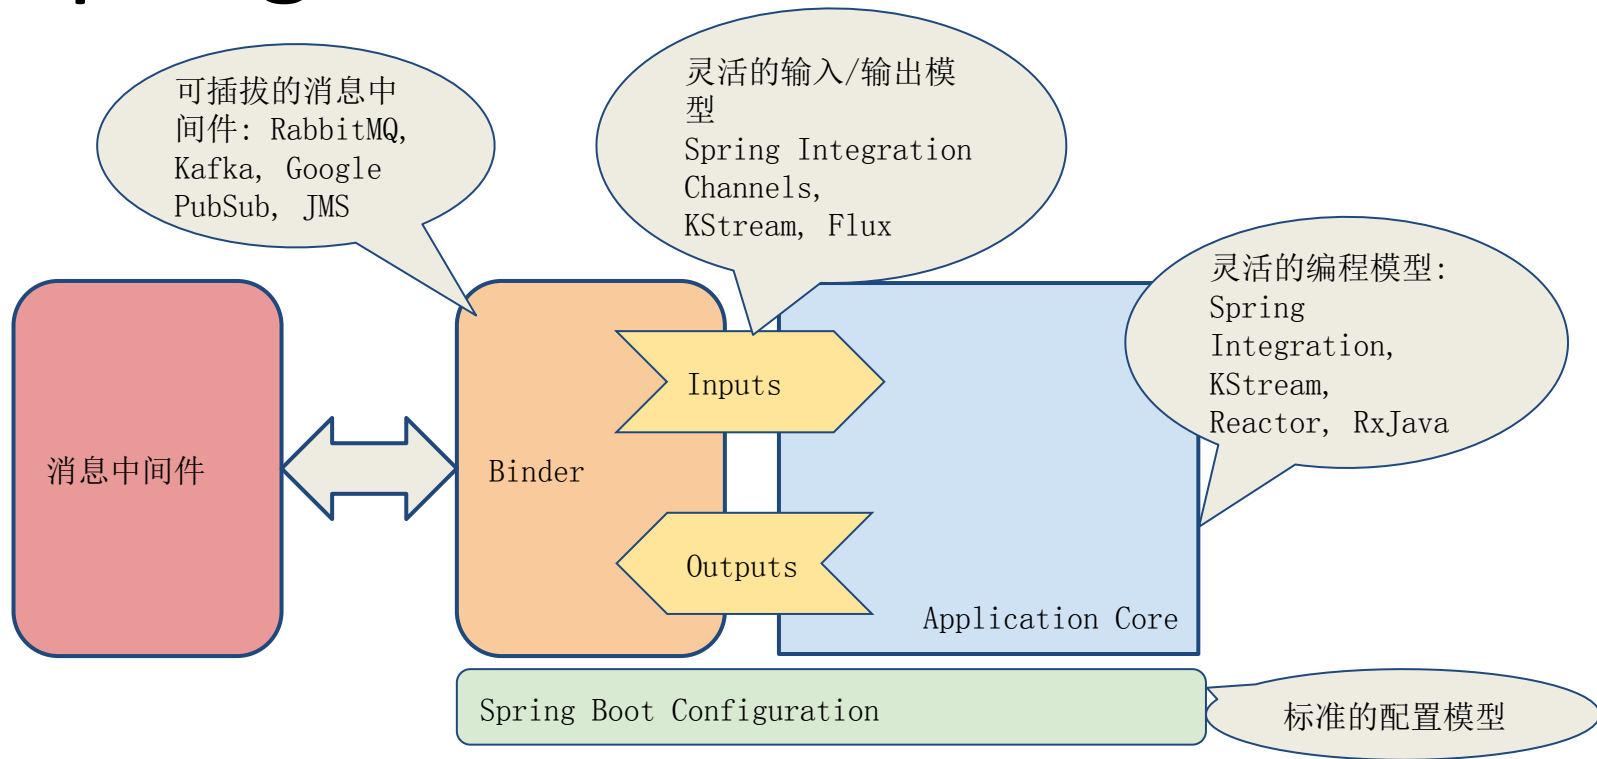 可插拔的消息中
间件: RabbitMQ,
Kafka, Google
PubSub, JMS
灵活的输入/输出模
型
Spring Integration
Channels,
KStream, Flux
灵活的编程模型:
Spring
Integration,
KStream,
Reactor, RxJava
消息中间件
Binder
Inputs
Outputs
Application Core
Spring Boot Configuration
标准的配置模型